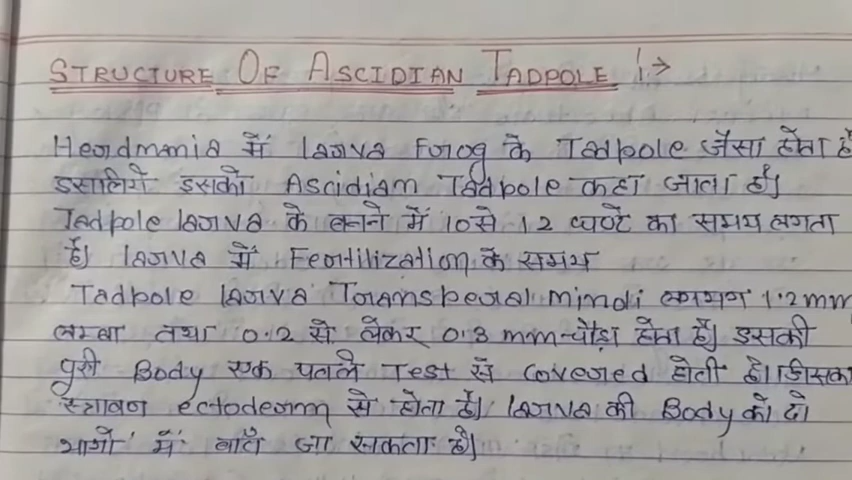 STRUCTURE OF ASCIDIAN TADPOLE :→
Herdmania में larva Frog के Tadpole जैसा होता है
इसलिये इसको Ascidian Tadpole कहा जाता है।
Tadpole larva के बनने में 10 से 12 घण्टे का समय लगता
है। larva में Fertilization के समय
Tadpole larva लगभग 1.2 mm
लम्बा तथा 0.2 से लेकर 0.3 mm चौड़ा होता है। इसकी
पूरी Body एक पतले Test से Covered होती है। जिसका
स्त्रावण ectoderm से होता है। larva की Body को दो
भागों में बाँटा जा सकता है।